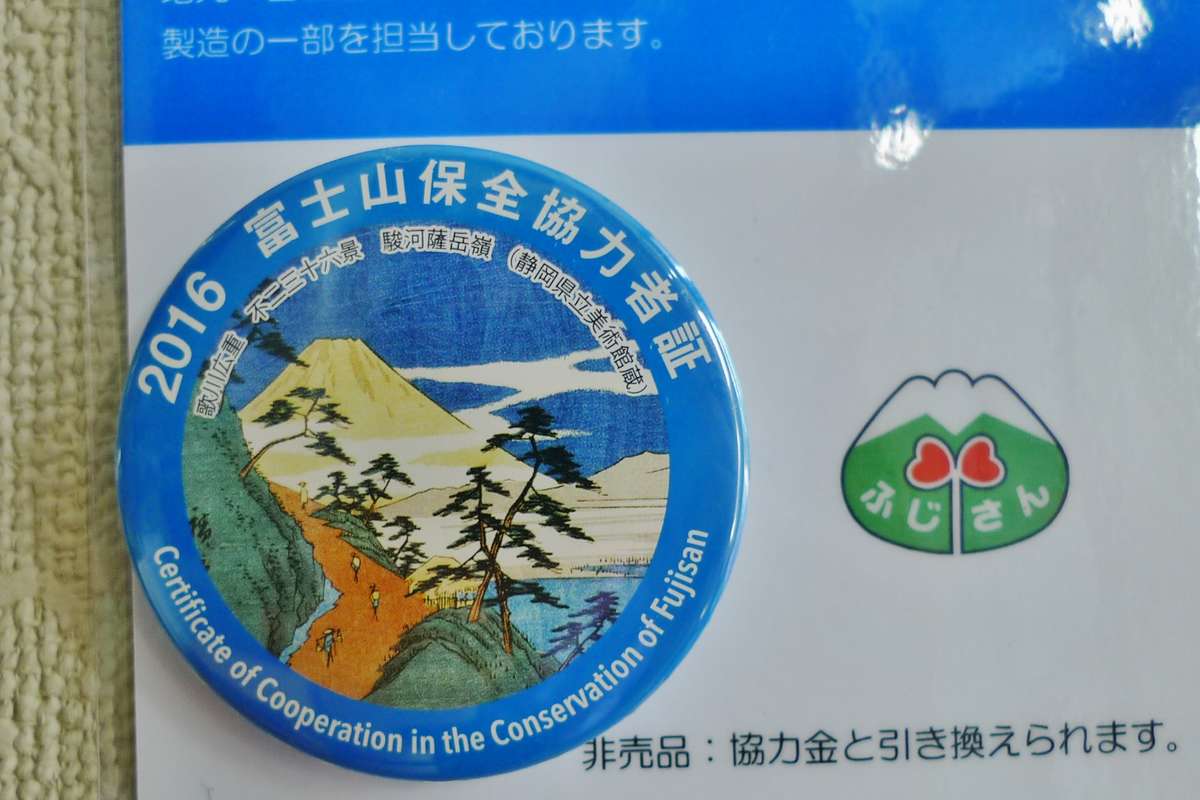 製造の一部を担当しております。
2016 富士山保全協力者証
歌川広重 不二三十六景 駿河薩岳嶺 (静岡県立美術館蔵)
Certificate of Cooperation in the Conservation of Fujisan
ふじさん
非売品：協力金と引き換えられます。